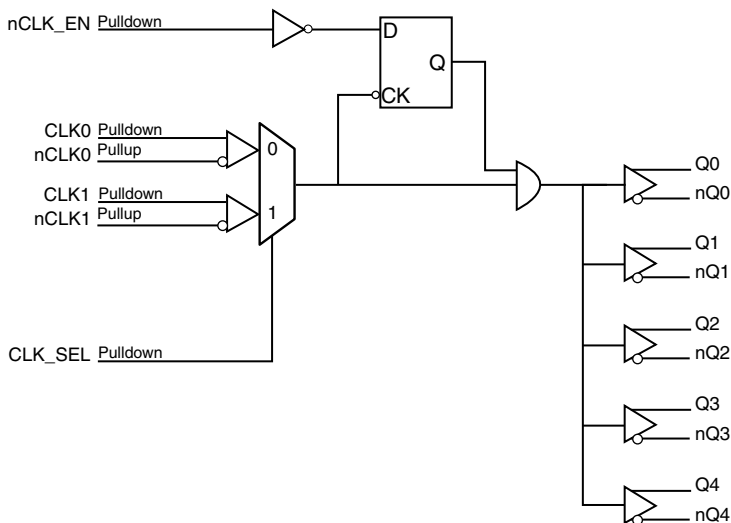 nCLK_EN Pulldown
D
Q
CK
CLK0 Pulldown
nCLK0 Pullup
0
CLK1 Pulldown
nCLK1 Pullup
1
CLK_SEL Pulldown
Q0
nQ0
Q1
nQ1
Q2
nQ2
Q3
nQ3
Q4
nQ4